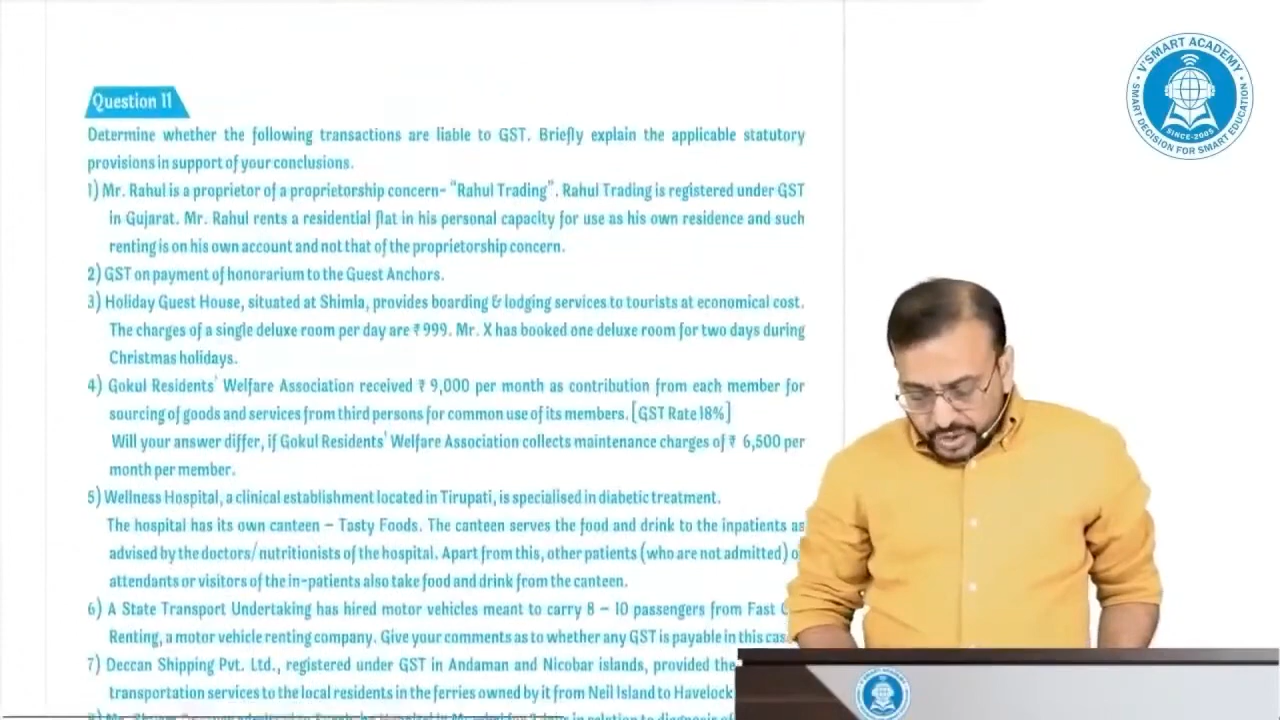 Question 11
Determine whether the following transactions are liable to GST. Briefly explain the applicable statutory
provisions in support of your conclusions.
1) Mr. Rahul is a proprietor of a proprietorship concern- "Rahul Trading". Rahul Trading is registered under GST
in Gujarat. Mr. Rahul rents a residential flat in his personal capacity for use as his own residence and such
renting is on his own account and not that of the proprietorship concern.
2) GST on payment of honorarium to the Guest Anchors.
3) Holiday Guest House, situated at Shimla, provides boarding & lodging services to tourists at economical cost.
The charges of a single deluxe room per day are ₹ 999. Mr. X has booked one deluxe room for two days during
Christmas holidays.
4) Gokul Residents' Welfare Association received ₹ 9,000 per month as contribution from each member for
sourcing of goods and services from third persons for common use of its members. [GST Rate 18%]
Will your answer differ, if Gokul Residents' Welfare Association collects maintenance charges of ₹ 6,500 per
month per member.
5) Wellness Hospital, a clinical establishment located in Tirupati, is specialised in diabetic treatment.
The hospital has its own canteen – Tasty Foods. The canteen serves the food and drink to the inpatients as
advised by the doctors/nutritionists of the hospital. Apart from this, other patients (who are not admitted)
attendants or visitors of the in-patients also take food and drink from the canteen.
6) A State Transport Undertaking has hired motor vehicles meant to carry 8 – 10 passengers from Fast
Renting, a motor vehicle renting company. Give your comments as to whether any GST is payable in this
7) Deccan Shipping Pvt. Ltd., registered under GST in Andaman and Nicobar islands, provided the
transportation services to the local residents in the ferries owned by it from Neil Island to Havelock
V'SMART ACADEMY
SMART DECISION FOR SMART EDUCATION
SINCE-2005